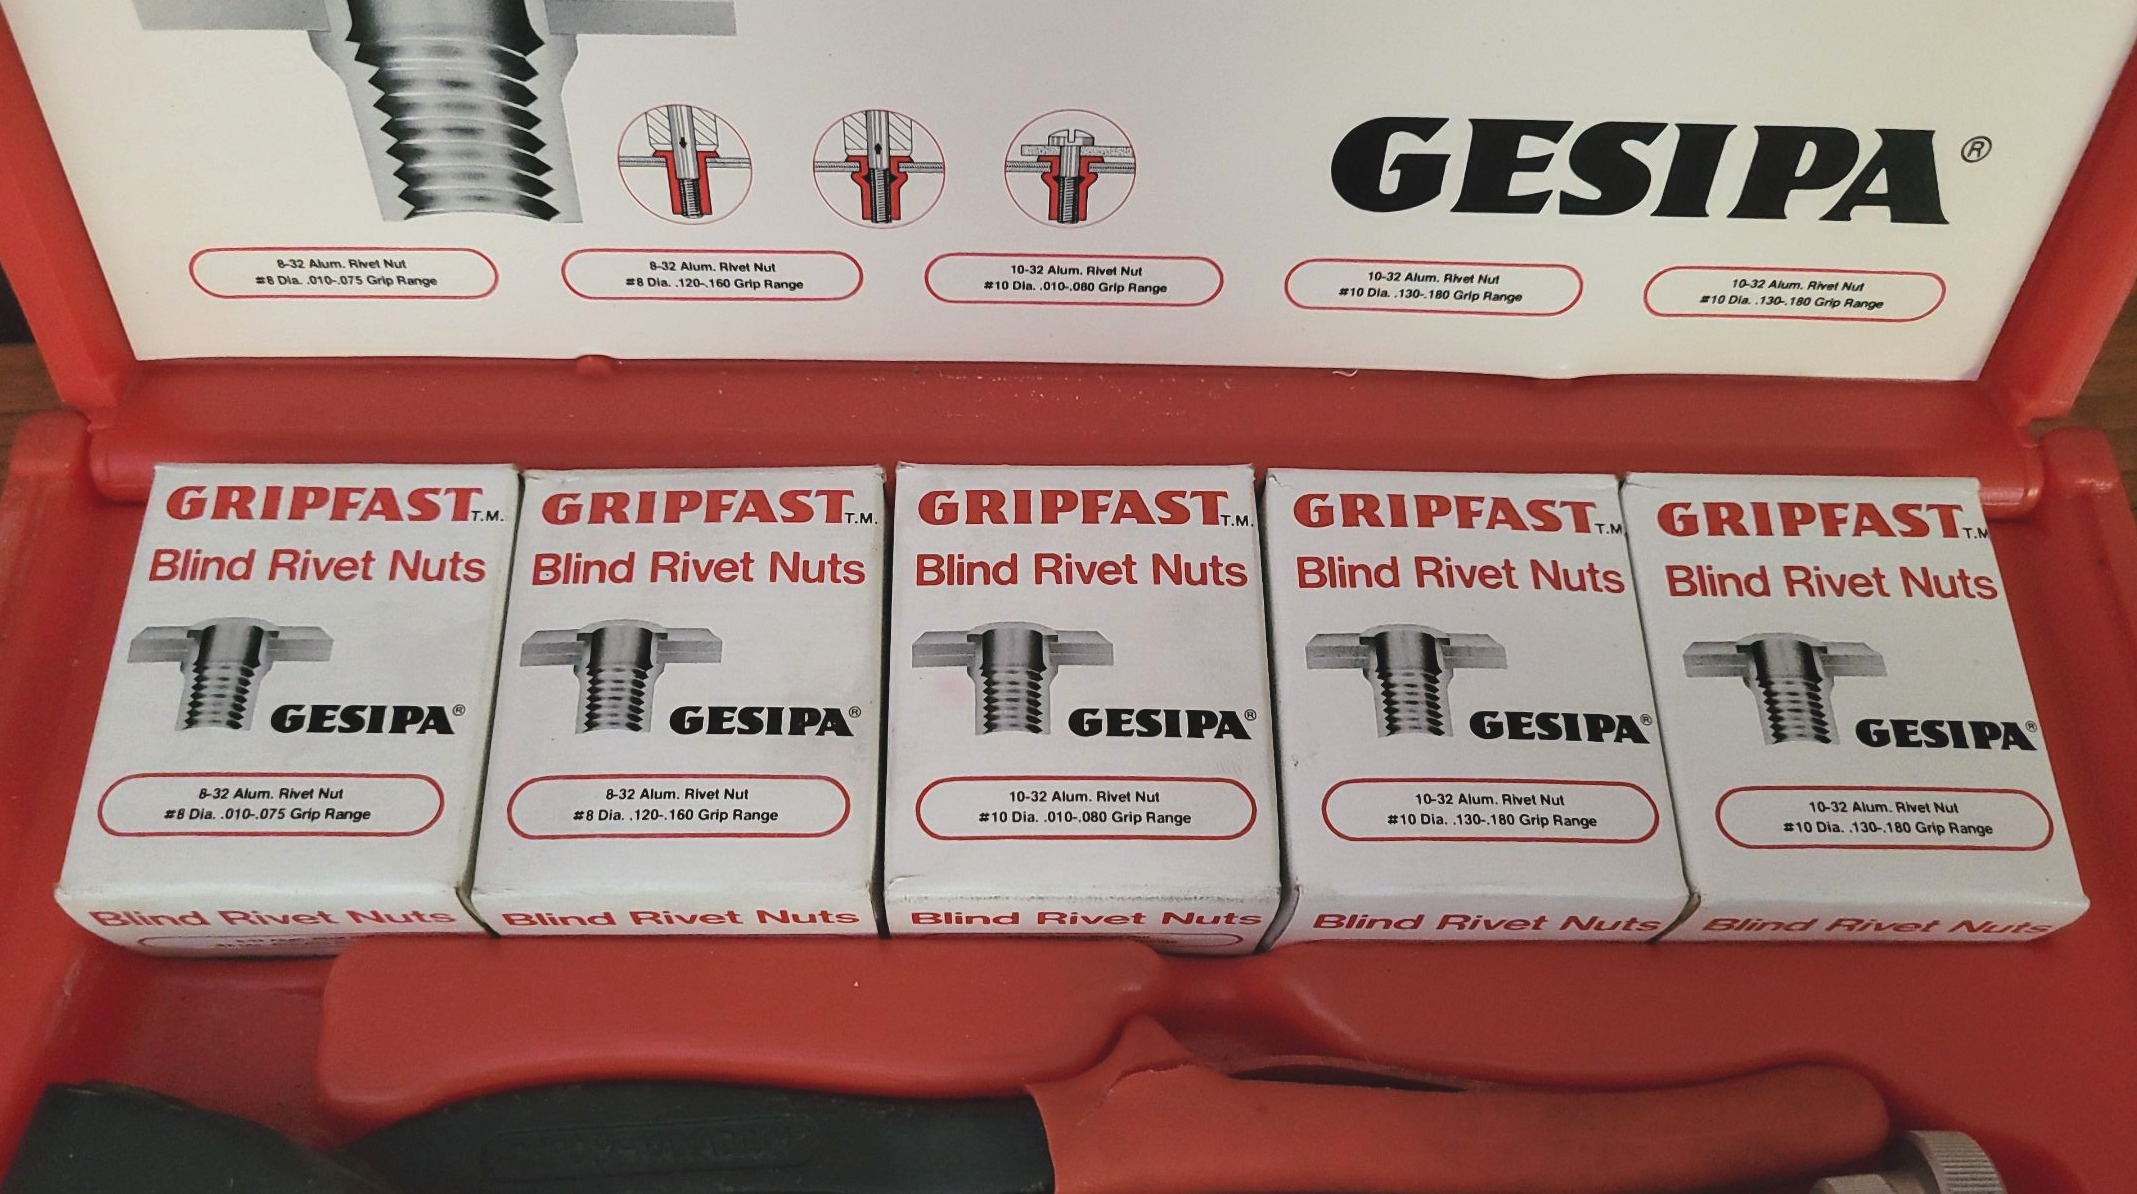 GESIPA®
8-32 Alum. Rivet Nut
#8 Dia. .010-.075 Grip Range
8-32 Alum. Rivet Nut
#8 Dia. .120-.160 Grip Range
10-32 Alum. Rivet Nut
#10 Dia. .010-.080 Grip Range
10-32 Alum. Rivet Nut
#10 Dia. .130-.180 Grip Range
10-32 Alum. Rivet Nut
#10 Dia. .130-.180 Grip Range
GRIPFAST T.M.
Blind Rivet Nuts
GESIPA®
8-32 Alum. Rivet Nut
#8 Dia. .010-.075 Grip Range
Blind Rivet Nuts
GRIPFAST T.M.
Blind Rivet Nuts
GESIPA®
8-32 Alum. Rivet Nut
#8 Dia. .120-.160 Grip Range
Blind Rivet Nuts
GRIPFAST T.M.
Blind Rivet Nuts
GESIPA®
10-32 Alum. Rivet Nut
#10 Dia. .010-.080 Grip Range
Blind Rivet Nuts
GRIPFAST T.M.
Blind Rivet Nuts
GESIPA®
10-32 Alum. Rivet Nut
#10 Dia. .130-.180 Grip Range
Blind Rivet Nuts
GRIPFAST T.M.
Blind Rivet Nuts
GESIPA®
10-32 Alum. Rivet Nut
#10 Dia. .130-.180 Grip Range
Blind Rivet Nuts